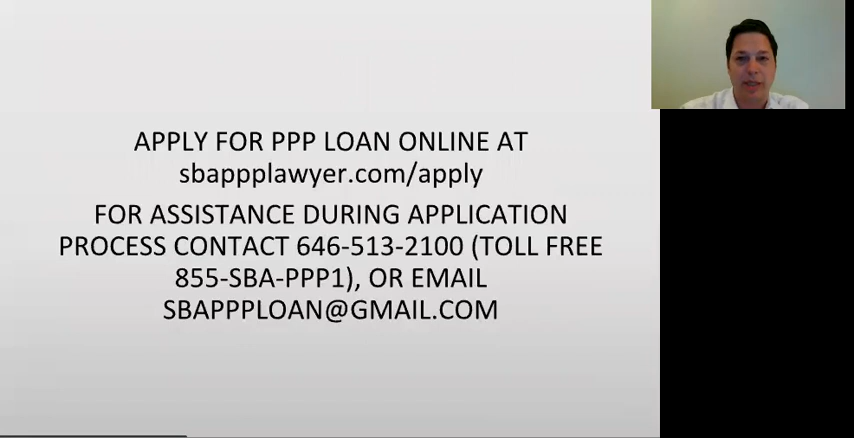 APPLY FOR PPP LOAN ONLINE AT
sbappplawyer.com/apply
FOR ASSISTANCE DURING APPLICATION
PROCESS CONTACT 646-513-2100 (TOLL FREE
855-SBA-PPP1), OR EMAIL
SBAPPPLOAN@GMAIL.COM